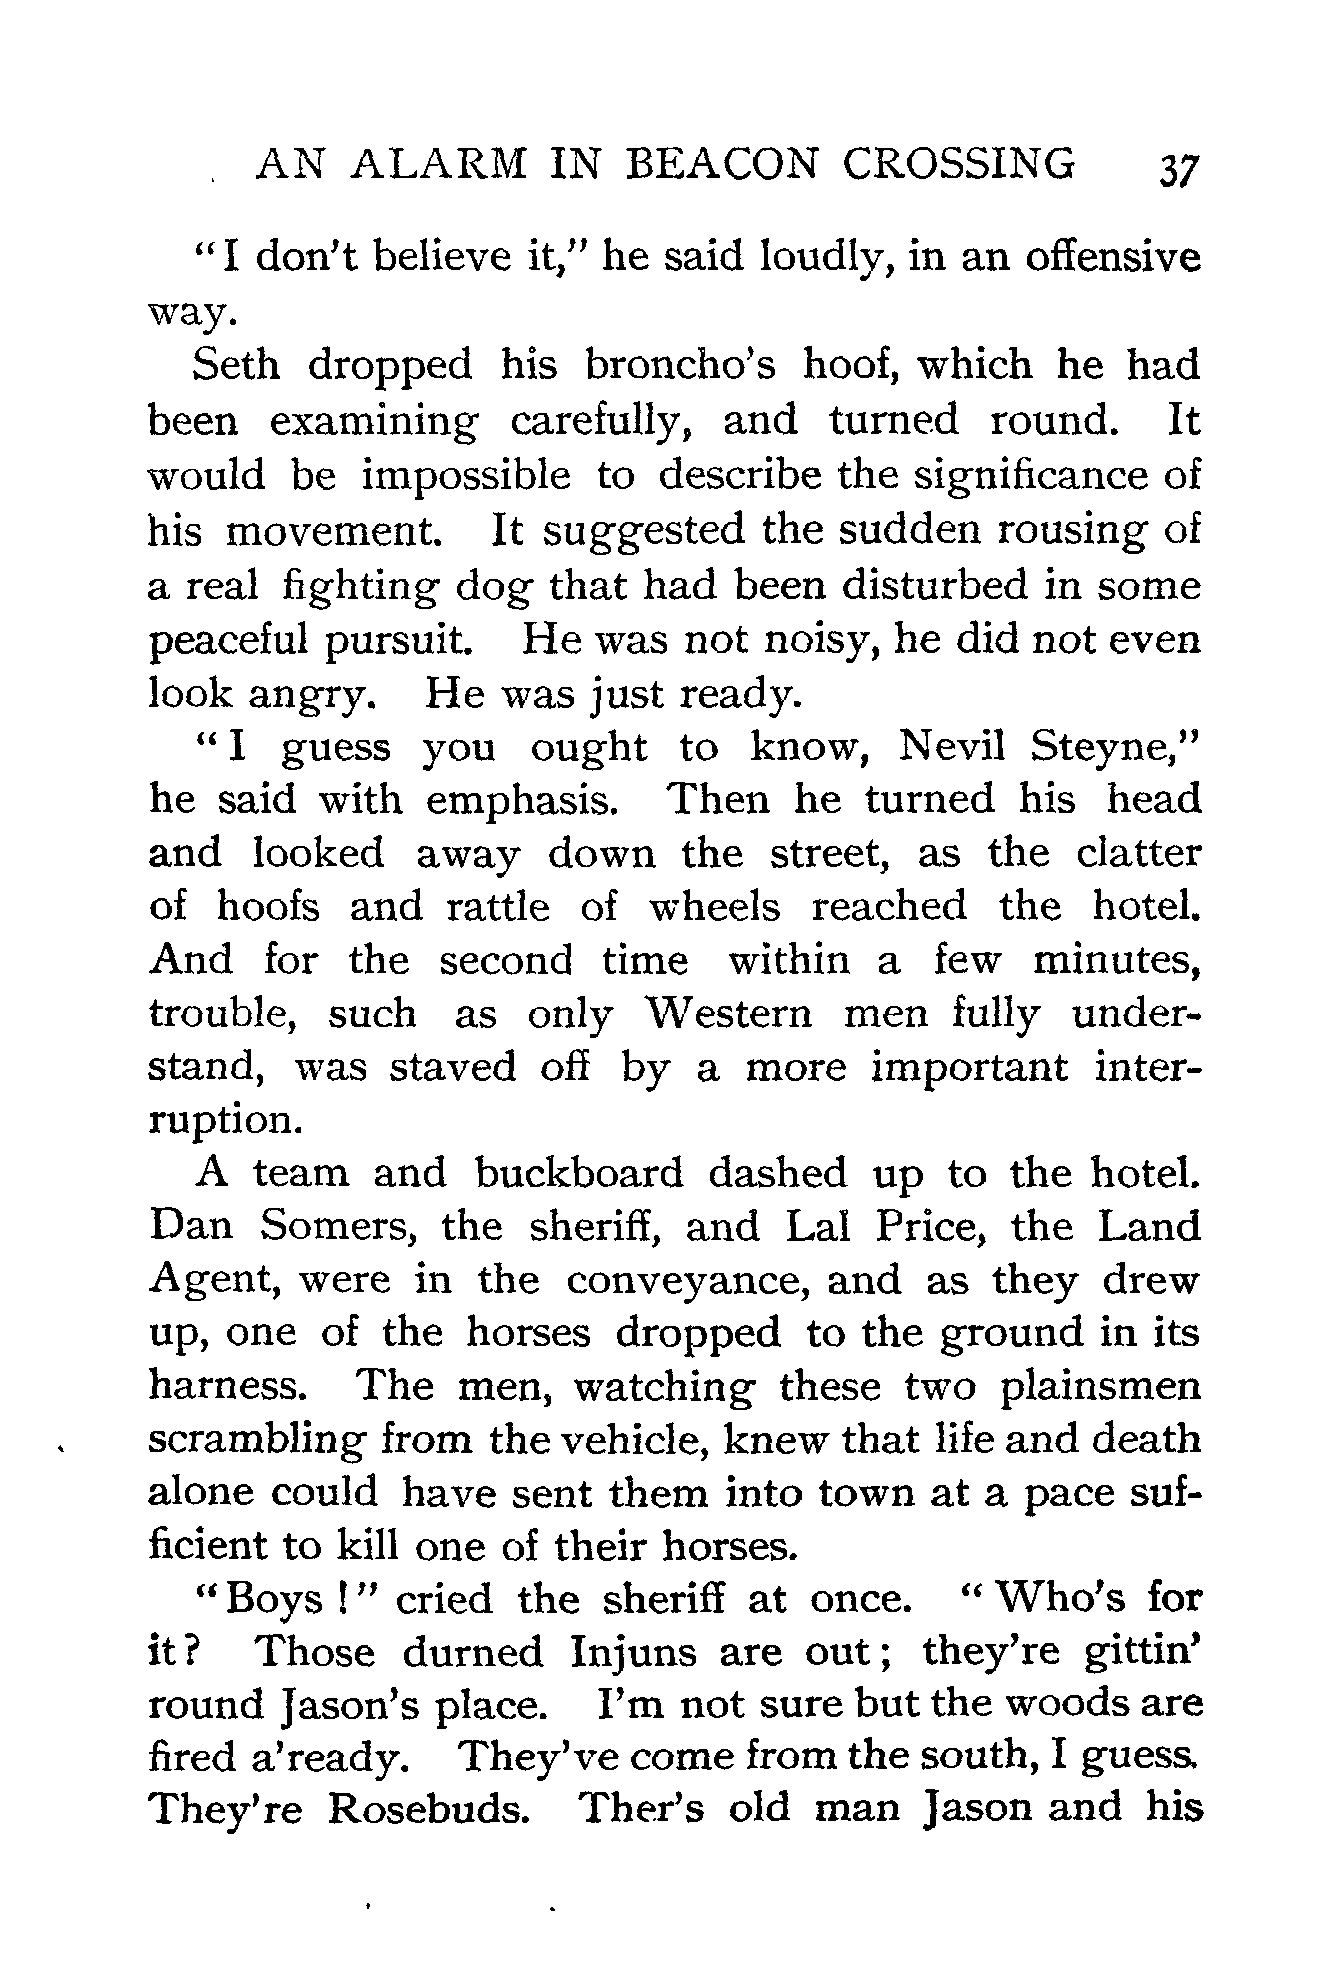 AN ALARM IN BEACON CROSSING 37
"I don't believe it," he said loudly, in an offensive
way.
Seth dropped his broncho's hoof, which he had
been examining carefully, and turned round. It
would be impossible to describe the significance of
his movement. It suggested the sudden rousing of
a real fighting dog that had been disturbed in some
peaceful pursuit. He was not noisy, he did not even
look angry. He was just ready.
"I guess you ought to know, Nevil Steyne,"
he said with emphasis. Then he turned his head
and looked away down the street, as the clatter
of hoofs and rattle of wheels reached the hotel.
And for the second time within a few minutes,
trouble, such as only Western men fully under-
stand, was staved off by a more important inter-
ruption.
A team and buckboard dashed up to the hotel.
Dan Somers, the sheriff, and Lal Price, the Land
Agent, were in the conveyance, and as they drew
up, one of the horses dropped to the ground in its
harness. The men, watching these two plainsmen
scrambling from the vehicle, knew that life and death
alone could have sent them into town at a pace suf-
ficient to kill one of their horses.
"Boys!" cried the sheriff at once. "Who's for
it? Those durned Injuns are out; they're gittin'
round Jason's place. I'm not sure but the woods are
fired a'ready. They've come from the south, I guess.
They're Rosebuds. Ther's old man Jason and his